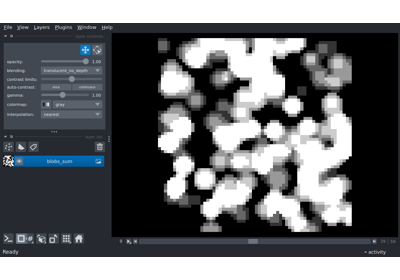 File View Layers Plugins Window Help
opacity: 1.00
blending: translucent_no_depth
contrast limits:
auto-contrast: once continuous
gamma: 1.00
colormap: gray
interpolation: nearest
blobs_sum
Ready
activity